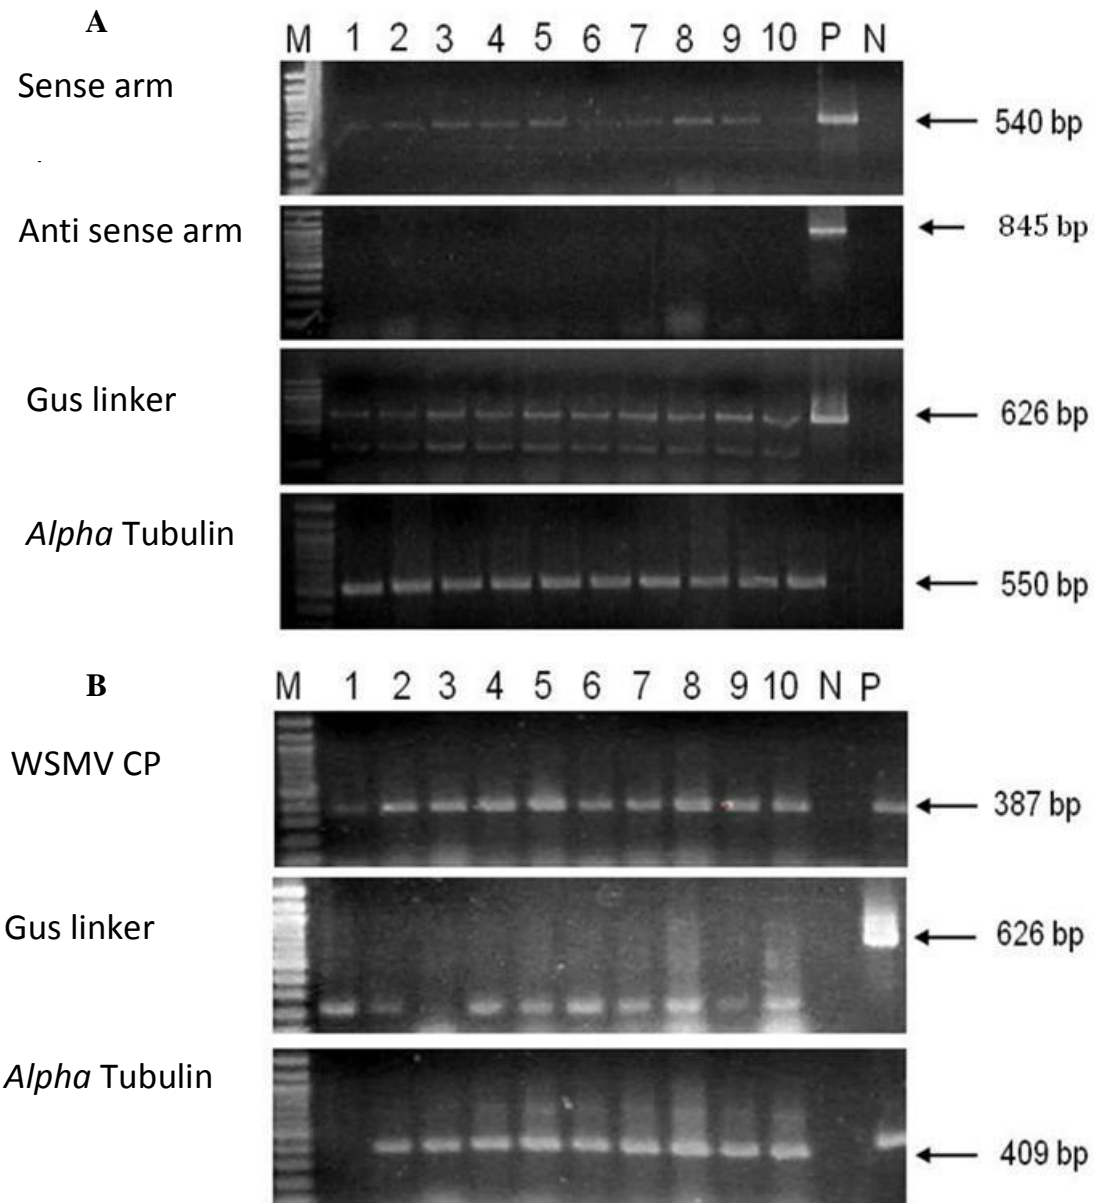 A
M 1 2 3 4 5 6 7 8 9 10 P N
Sense arm
540 bp
Anti sense arm
845 bp
Gus linker
626 bp
Alpha Tubulin
550 bp
B
M 1 2 3 4 5 6 7 8 9 10 N P
WSMV CP
387 bp
Gus linker
626 bp
Alpha Tubulin
409 bp